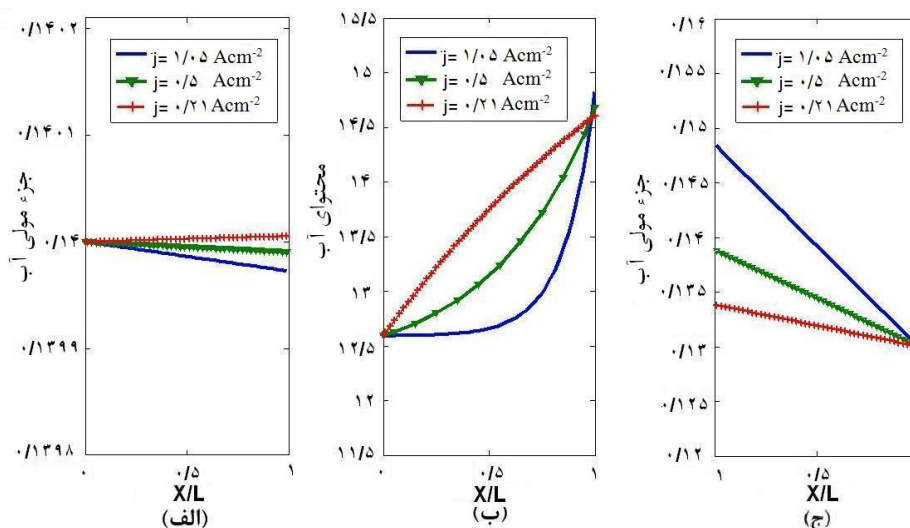 ۰/۱۴۰۲
۰/۱۴۰۱
۰/۱۴
۰/۱۳۹۹
۰/۱۳۹۸
جزء مولی آب
j= ۱/۰۵ Acm-2
j= ۰/۵ Acm-2
j= ۰/۲۱ Acm-2
۰ ۰/۵ ۱
X/L
(الف)
۱۵/۵
۱۵
۱۴/۵
۱۴
۱۳/۵
۱۳
۱۲/۵
۱۲
۱۱/۵
محتوای آب
j= ۱/۰۵ Acm-2
j= ۰/۵ Acm-2
j= ۰/۲۱ Acm-2
۰ ۰/۵ ۱
X/L
(ب)
۰/۱۶
۰/۱۵۵
۰/۱۵
۰/۱۴۵
۰/۱۴
۰/۱۳۵
۰/۱۳
۰/۱۲۵
۰/۱۲
جزء مولی آب
j= ۱/۰۵ Acm-2
j= ۰/۵ Acm-2
j= ۰/۲۱ Acm-2
۱ ۰/۵
X/L
(ج)